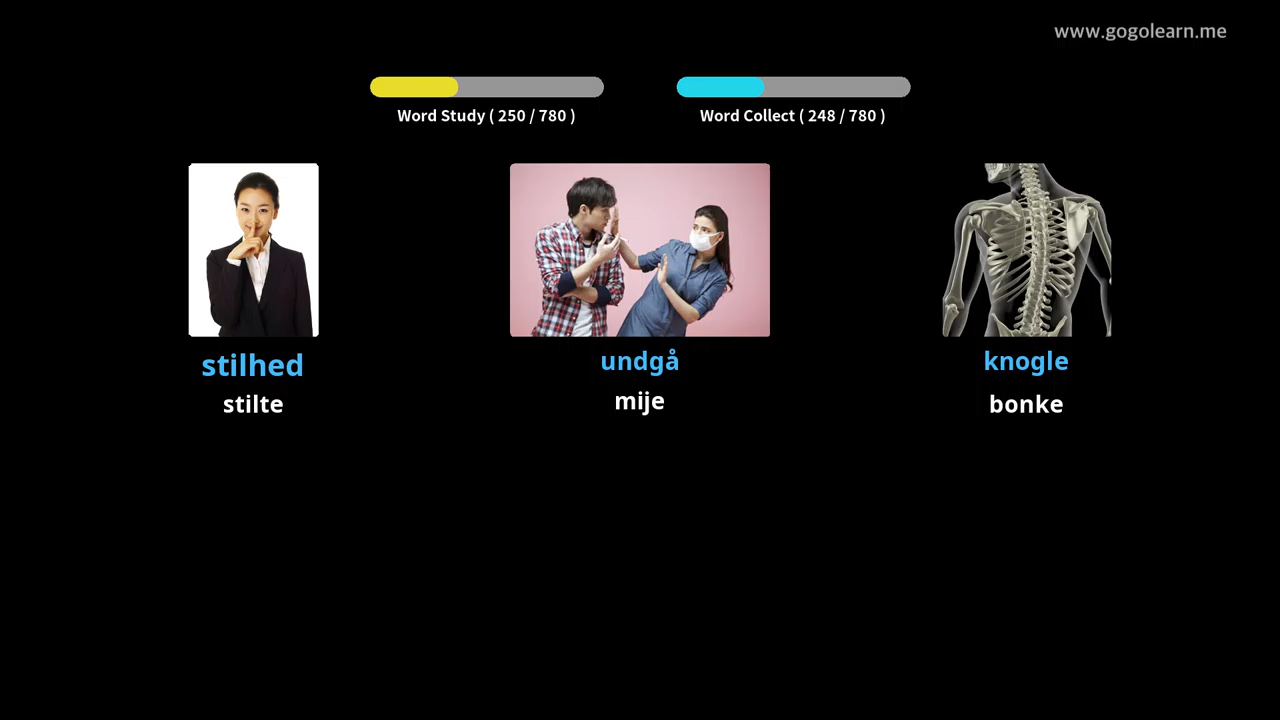 www.gogolearn.me
Word Study ( 250 / 780 )
Word Collect ( 248 / 780 )
stilhed
stilte
undgå
mije
knogle
bonke